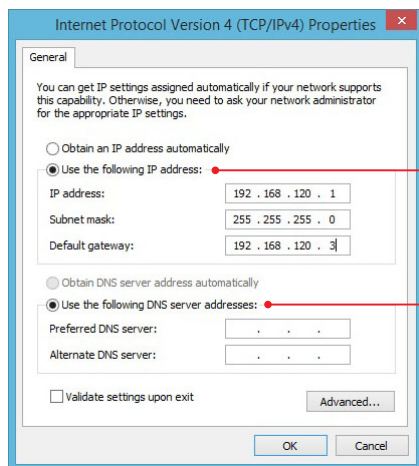 Internet Protocol Version 4 (TCP/IPv4) Properties
General
You can get IP settings assigned automatically if your network supports
this capability. Otherwise, you need to ask your network administrator
for the appropriate IP settings.
Obtain an IP address automatically
Use the following IP address:
IP address: 192 . 168 . 120 . 1
Subnet mask: 255 . 255 . 255 . 0
Default gateway: 192 . 168 . 120 . 3
Obtain DNS server address automatically
Use the following DNS server addresses:
Preferred DNS server: . . .
Alternate DNS server: . . .
Validate settings upon exit
Advanced...
OK Cancel